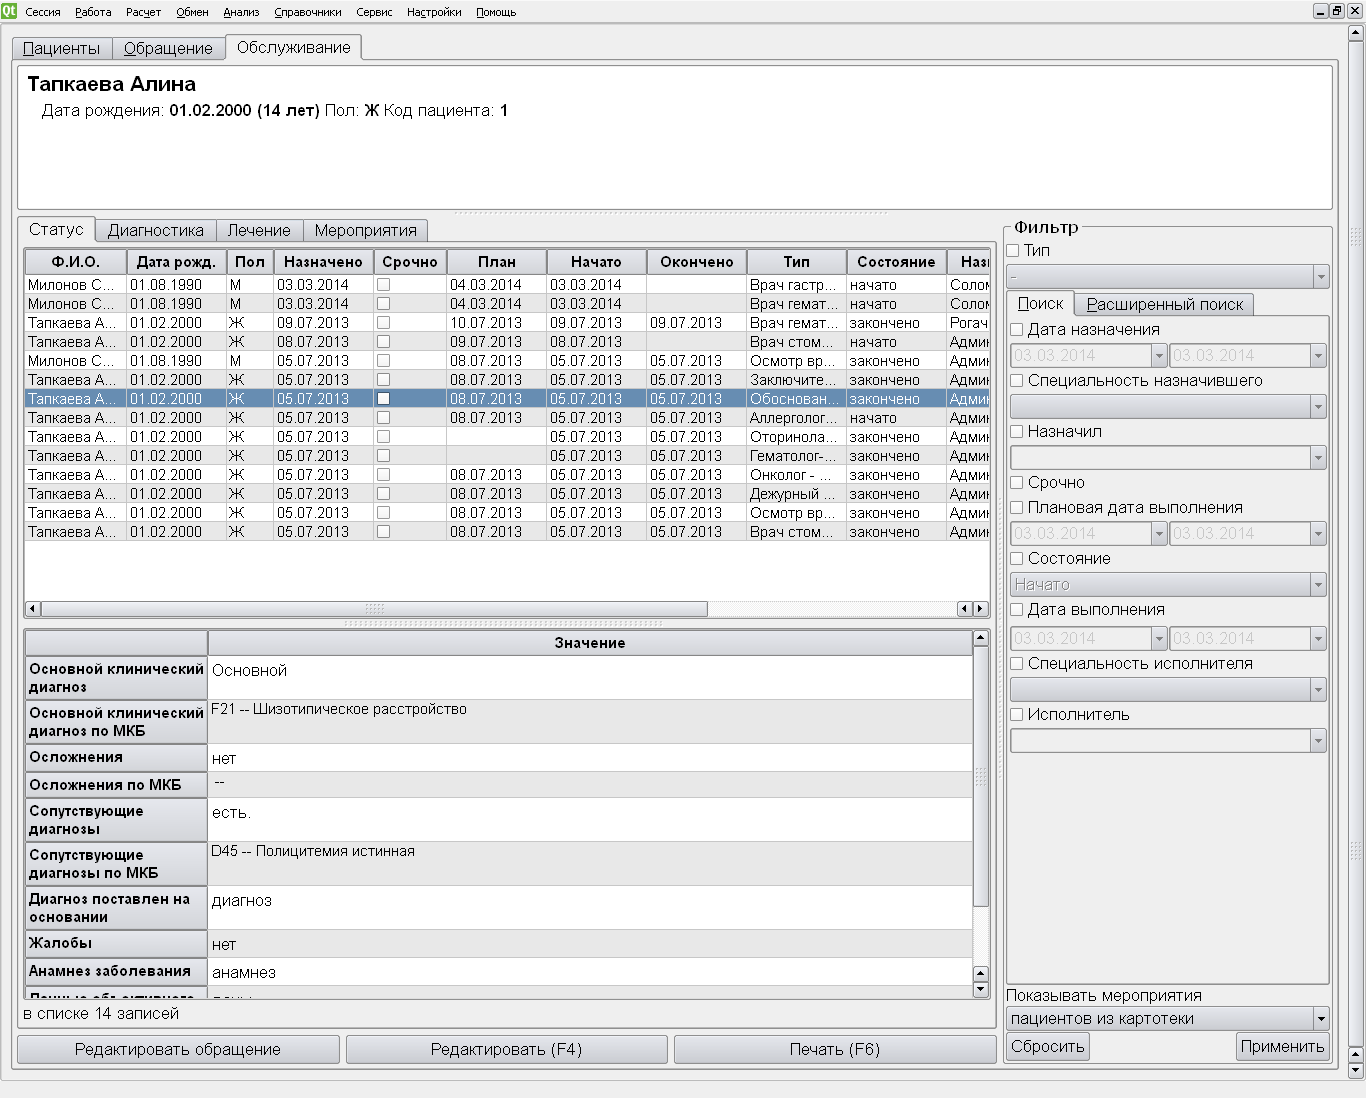 Qt Сессия Работа Расчет Обмен Анализ Справочники Сервис Настройки Помощь
Пациенты Обращение Обслуживание
Тапкаева Алина
Дата рождения: 01.02.2000 (14 лет) Пол: Ж Код пациента: 1
Статус Диагностика Лечение Мероприятия
Ф.И.О. Дата рожд. Пол Назначено Срочно План Начато Окончено Тип СостояниеНаз
Милонов С... 01.08.1990 М 03.03.2014 04.03.2014 03.03.2014 Врач гастр... начато Солом
Милонов С... 01.08.1990 М 03.03.2014 04.03.2014 03.03.2014 Врач гемат... начато Солом
Тапкаева А... 01.02.2000 Ж 09.07.2013 10.07.2013 09.07.2013 09.07.2013 Врач гемат... закончено Рогач
Тапкаева А... 01.02.2000 Ж 08.07.2013 09.07.2013 08.07.2013 Врач стом... начато Админ
Милонов С... 01.08.1990 М 05.07.2013 08.07.2013 05.07.2013 05.07.2013 Осмотр вр... закончено Админ
Тапкаева А... 01.02.2000 Ж 05.07.2013 08.07.2013 05.07.2013 05.07.2013 Заключите... закончено Админ
Тапкаева А... 01.02.2000 Ж 05.07.2013 08.07.2013 05.07.2013 05.07.2013 Обоснован... закончено Админ
Тапкаева А... 01.02.2000 Ж 05.07.2013 08.07.2013 05.07.2013 05.07.2013 Аллерголог... начато Админ
Тапкаева А... 01.02.2000 Ж 05.07.2013 05.07.2013 05.07.2013 Оторинола... закончено Админ
Тапкаева А... 01.02.2000 Ж 05.07.2013 05.07.2013 05.07.2013 Гематолог-... закончено Админ
Тапкаева А... 01.02.2000 Ж 05.07.2013 08.07.2013 05.07.2013 05.07.2013 Онколог - ... закончено Админ
Тапкаева А... 01.02.2000 Ж 05.07.2013 08.07.2013 05.07.2013 05.07.2013 Дежурный ... закончено Админ
Тапкаева А... 01.02.2000 Ж 05.07.2013 08.07.2013 05.07.2013 05.07.2013 Осмотр вр... закончено Админ
Тапкаева А... 01.02.2000 Ж 05.07.2013 08.07.2013 05.07.2013 05.07.2013 Врач стом... закончено Админ
Значение
Основной клинический диагноз Основной
Основной клинический диагноз по МКБ F21 -- Шизотипическое расстройство
Осложнения нет
Осложнения по МКБ --
Сопутствующие диагнозы есть.
Сопутствующие диагнозы по МКБ D45 -- Полицитемия истинная
Диагноз поставлен на основании диагноз
Жалобы нет
Анамнез заболевания анамнез
в списке 14 записей
Редактировать обращение Редактировать (F4) Печать (F6)
Фильтр
Тип
-
Поиск Расширенный поиск
Дата назначения
03.03.2014 03.03.2014
Специальность назначившего
Назначил
Срочно
Плановая дата выполнения
03.03.2014 03.03.2014
Состояние
Начато
Дата выполнения
03.03.2014 03.03.2014
Специальность исполнителя
Исполнитель
Показывать мероприятия
пациентов из картотеки
Сбросить Применить